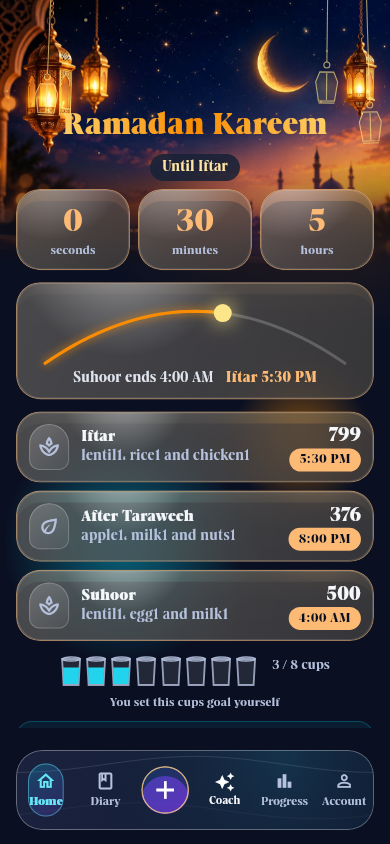 Ramadan Kareem
Until Iftar
0
seconds
30
minutes
5
hours
Suhoor ends 4:00 AM Iftar 5:30 PM
Iftar
lentil1. rice1 and chicken1
799
5:30 PM
After Taraweeh
apple1. milk1 and nuts1
376
8:00 PM
Suhoor
lentil1. egg1 and milk1
500
4:00 AM
3 / 8 cups
You set this cups goal yourself
Home
Diary
Coach
Progress
Account